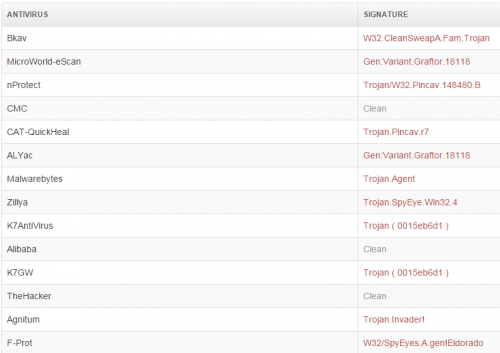 ANTIVIRUS SIGNATURE
Bkav W32.CleanSweepA.Fam.Trojan
MicroWorld-eScan Gen:Variant.Graftor.18118
nProtect Trojan/W32.Pincav.148480.B
CMC Clean
CAT-QuickHeal Trojan.Pincav.r7
ALYac Gen:Variant.Graftor.18118
Malwarebytes Trojan.Agent
Zillya Trojan.SpyEye.Win32.4
K7AntiVirus Trojan ( 0015eb6d1 )
Alibaba Clean
K7GW Trojan ( 0015eb6d1 )
TheHacker Clean
Agnitum Trojan.Invader!
F-Prot W32/SpyEyes.A.gen!Eldorado